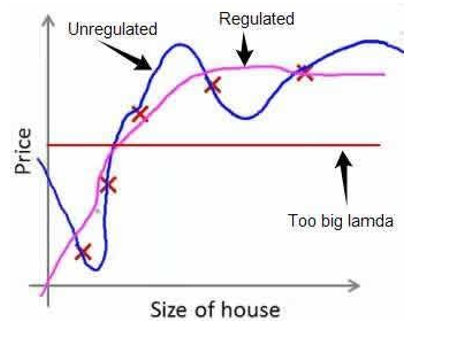 Regulated
Unregulated
Price
Too big lamda
Size of house